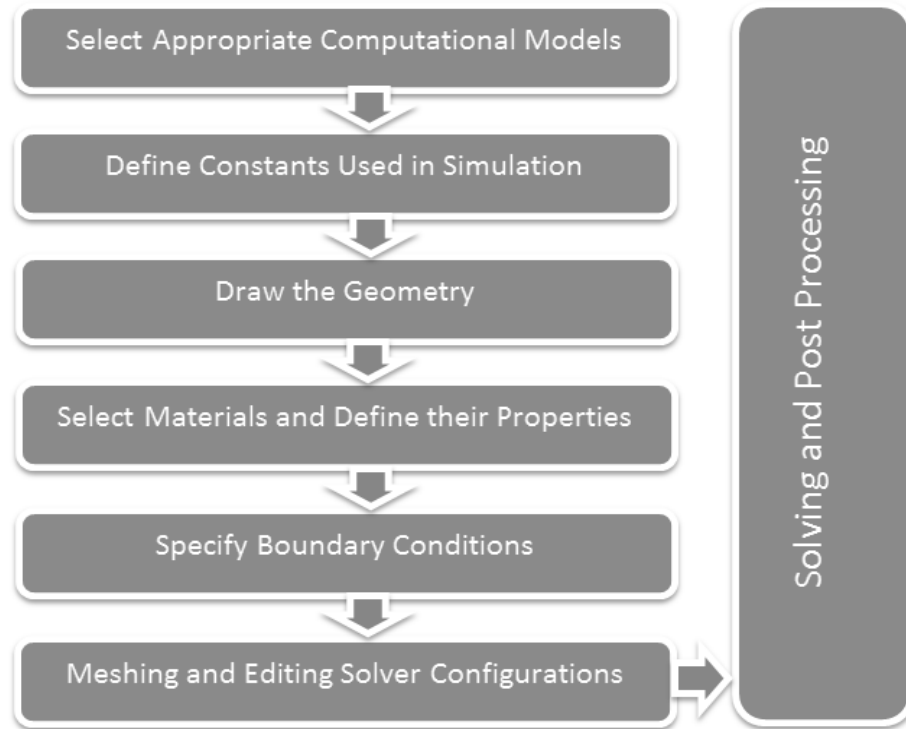 Select Appropriate Computational Models
Define Constants Used in Simulation
Draw the Geometry
Select Materials and Define their Properties
Specify Boundary Conditions
Meshing and Editing Solver Configurations
Solving and Post Processing